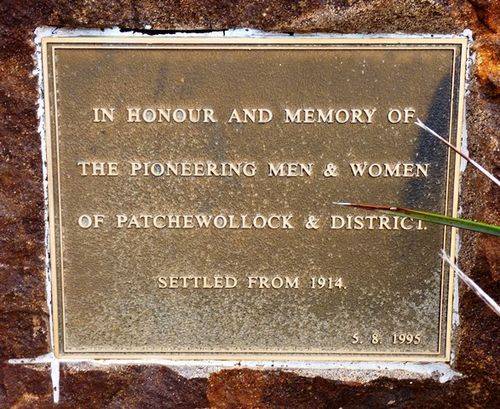 IN HONOUR AND MEMORY OF
THE PIONEERING MEN & WOMEN
OF PATCHEWOLLOCK & DISTRICT.
SETTLED FROM 1914.
5. 8. 1995